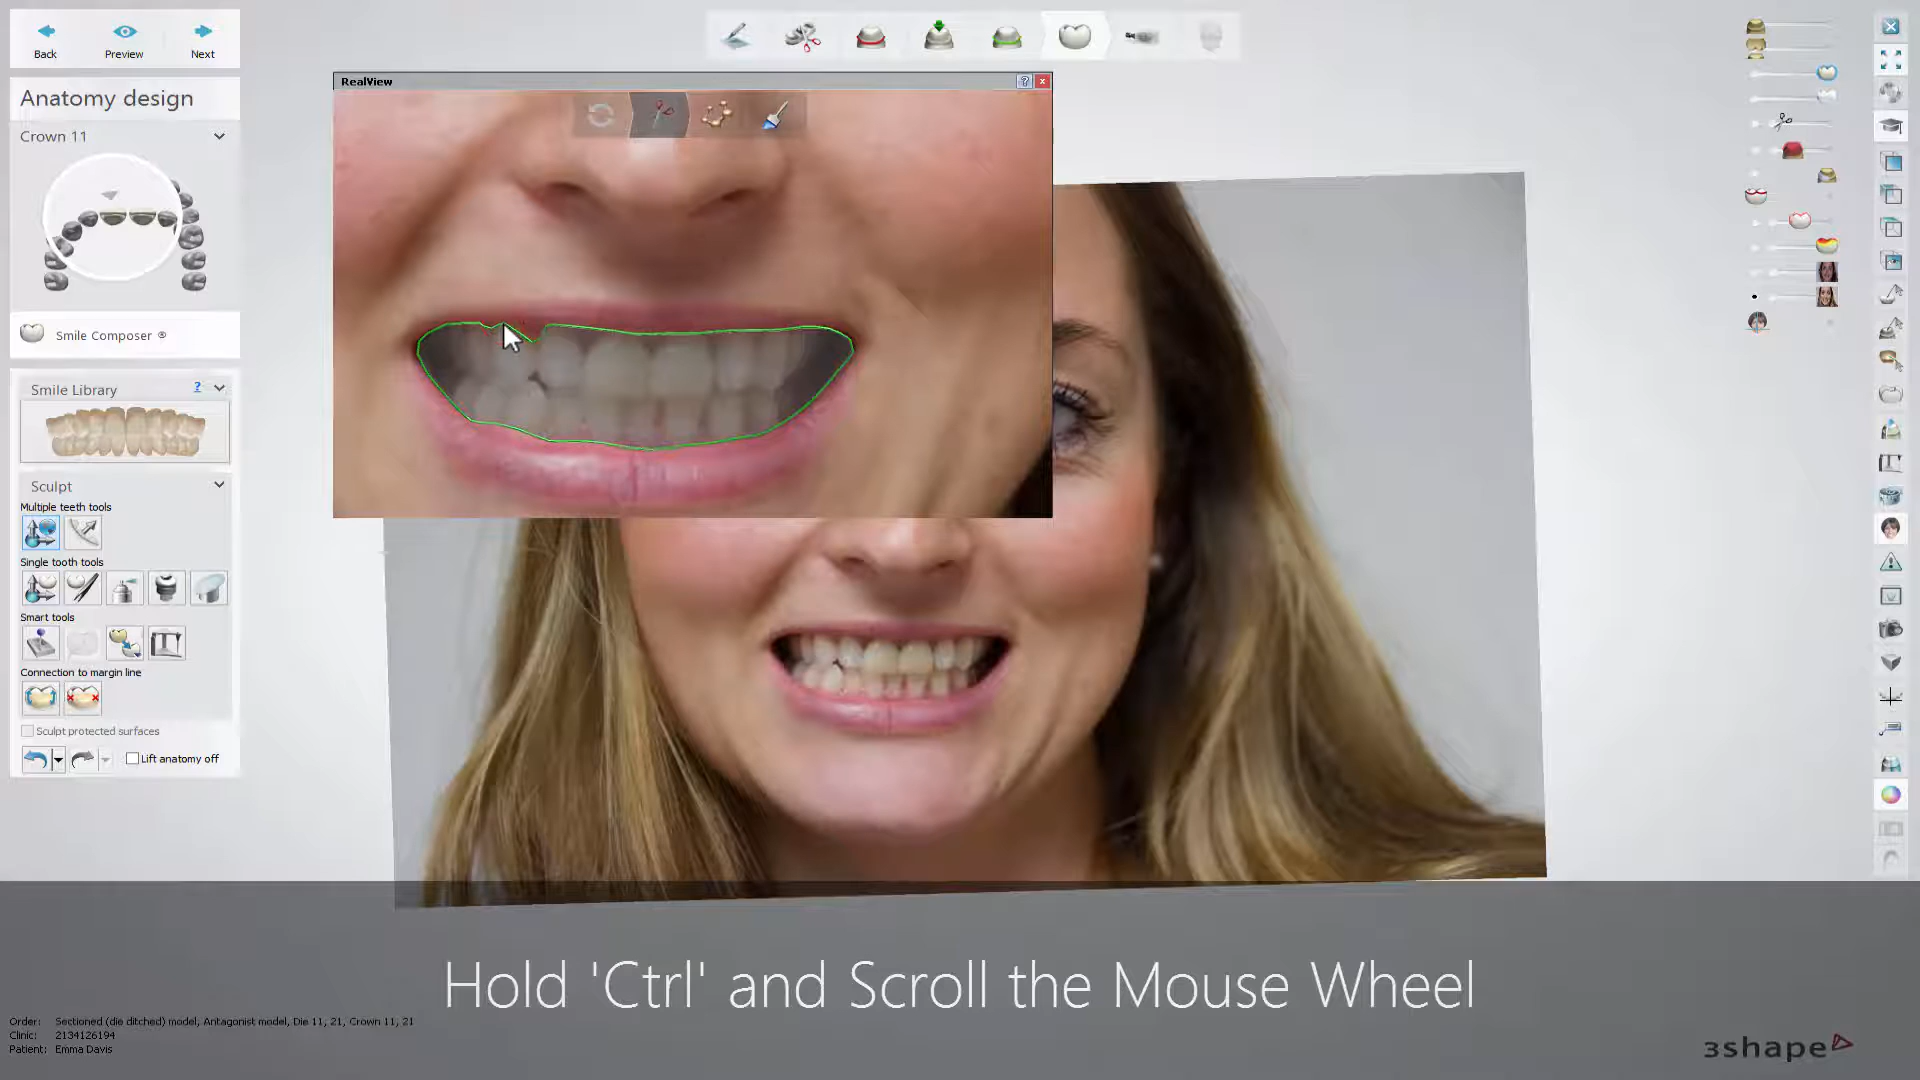 Back
Preview
Next
Anatomy design
Crown 11
Smile Composer ®
Smile Library
?
Sculpt
Multiple teeth tools
Single tooth tools
Smart tools
Connection to margin line
Sculpt protected surfaces
Lift anatomy off
RealView
?
Hold 'Ctrl' and Scroll the Mouse Wheel
Order: Sectioned (die ditched) model, Antagonist model, Die 11, 21, Crown 11, 21
Clinic: 2134126194
Patient: Emma Davis
3shape